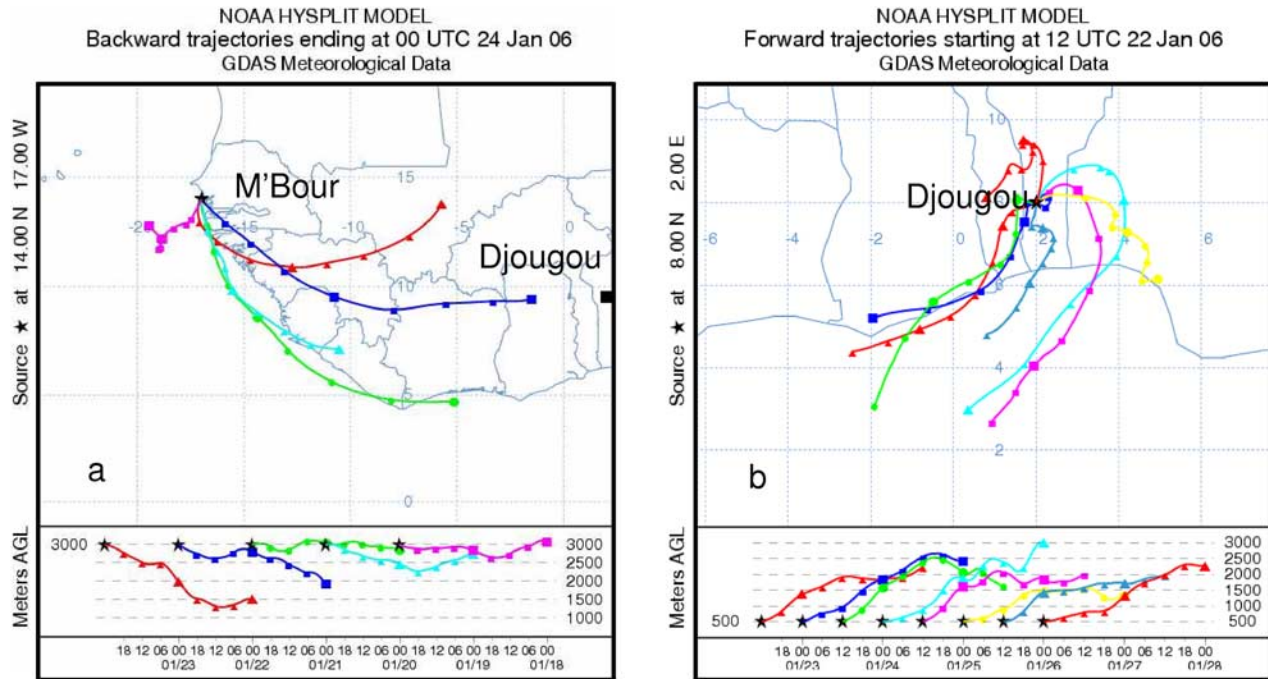 NOAA HYSPLIT MODEL
Backward trajectories ending at 00 UTC 24 Jan 06
GDAS Meteorological Data
Source ★ at 14.00 N 17.00 W
M'Bour
Djougou
15
-2
-15
-10
-5
0
10
5
0
a
Meters AGL
3000
3000
2500
2000
1500
1000
18 12 06 00 18 12 06 00 18 12 06 00 18 12 06 00 18 12 06 00 18 12 06 00
01/23 01/22 01/21 01/20 01/19 01/18
NOAA HYSPLIT MODEL
Forward trajectories starting at 12 UTC 22 Jan 06
GDAS Meteorological Data
Source ★ at 8.00 N 2.00 E
10
Djougou
8
-6 -4 -2 0 2 4 6
6
4
2
b
Meters AGL
500
3000
2500
2000
1500
1000
500
18 00 06 12 18 00 06 12 18 00 06 12 18 00 06 12 18 00 06 12 18 00
01/23 01/24 01/25 01/26 01/27 01/28